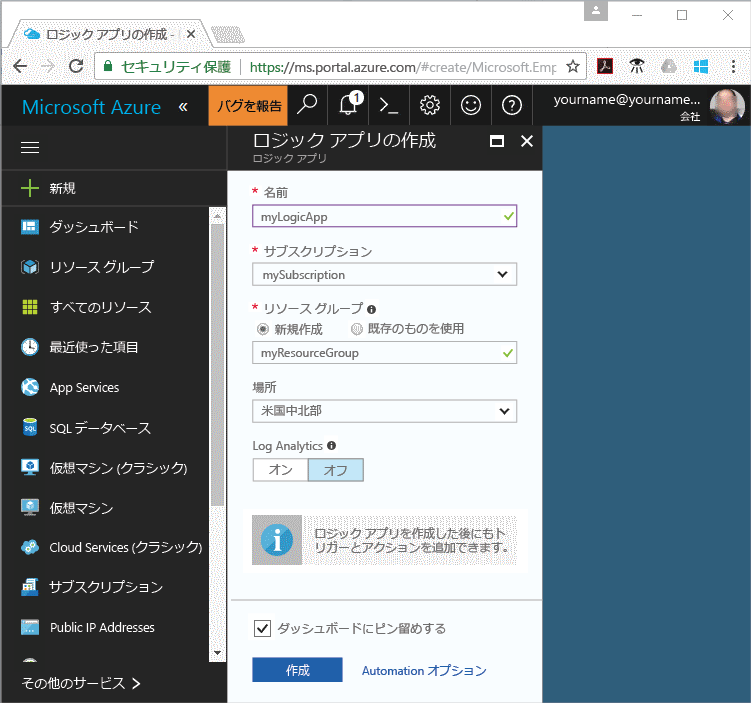 ロジック アプリの作成 -
セキュリティ保護 https://ms.portal.azure.com/#create/Microsoft.Emp
Microsoft Azure « バグを報告 1 yourname@yourname...
会社
ロジック アプリの作成
ロジック アプリ
新規
ダッシュボード
リソース グループ
すべてのリソース
最近使った項目
App Services
SQL データベース
仮想マシン (クラシック)
仮想マシン
Cloud Services (クラシック)
サブスクリプション
Public IP Addresses
その他のサービス
* 名前
myLogicApp
* サブスクリプション
mySubscription
* リソース グループ
新規作成 既存のものを使用
myResourceGroup
場所
米国中北部
Log Analytics
オン オフ
ロジック アプリを作成した後にもト
リガーとアクションを追加できます。
ダッシュボードにピン留めする
作成 Automation オプション